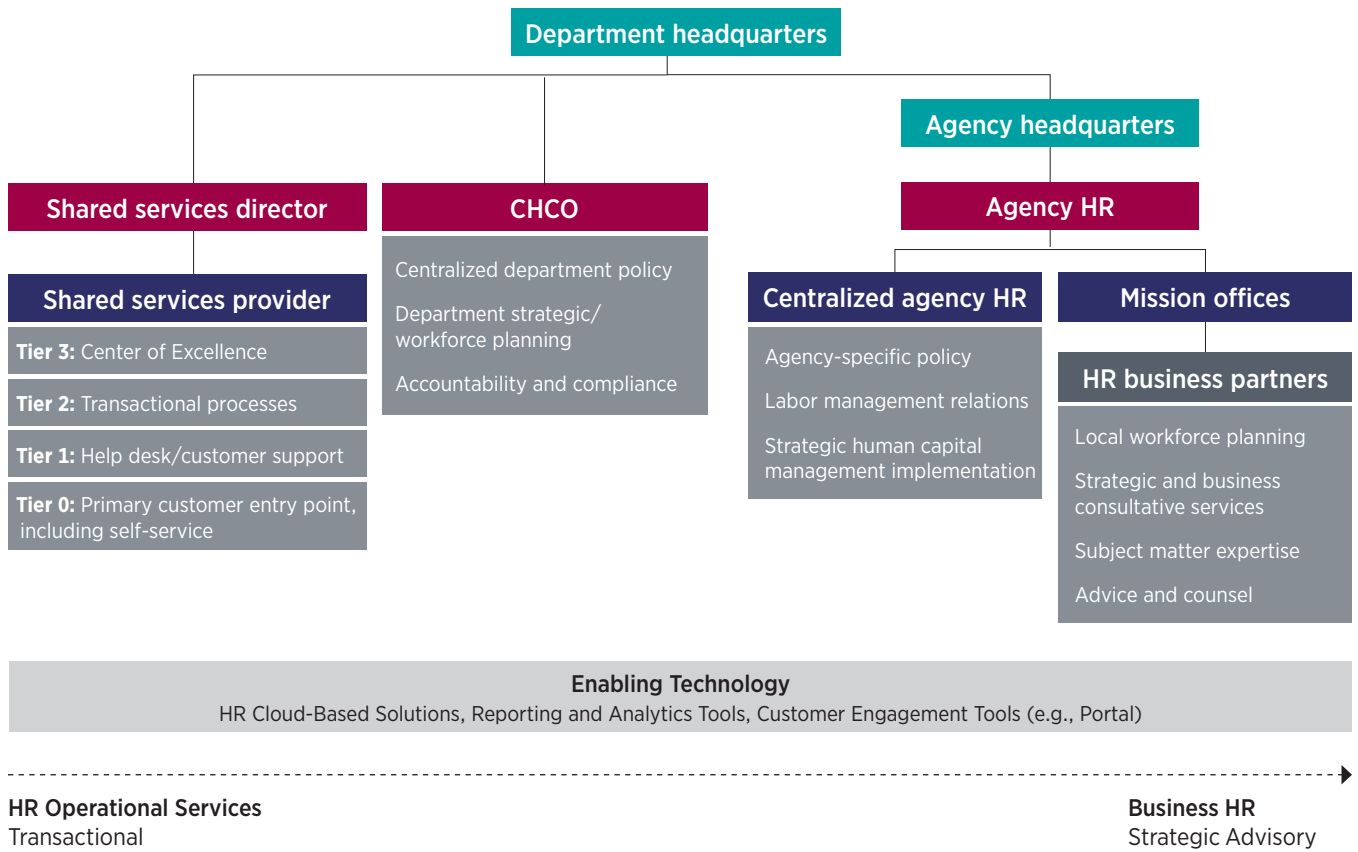 Department headquarters
Agency headquarters
Shared services director
CHCO
Agency HR
Shared services provider
Tier 3: Center of Excellence
Tier 2: Transactional processes
Tier 1: Help desk/customer support
Tier 0: Primary customer entry point,
including self-service
Centralized department policy
Department strategic/
workforce planning
Accountability and compliance
Centralized agency HR
Agency-specific policy
Labor management relations
Strategic human capital
management implementation
Mission offices
HR business partners
Local workforce planning
Strategic and business
consultative services
Subject matter expertise
Advice and counsel
Enabling Technology
HR Cloud-Based Solutions, Reporting and Analytics Tools, Customer Engagement Tools (e.g., Portal)
HR Operational Services
Transactional
Business HR
Strategic Advisory